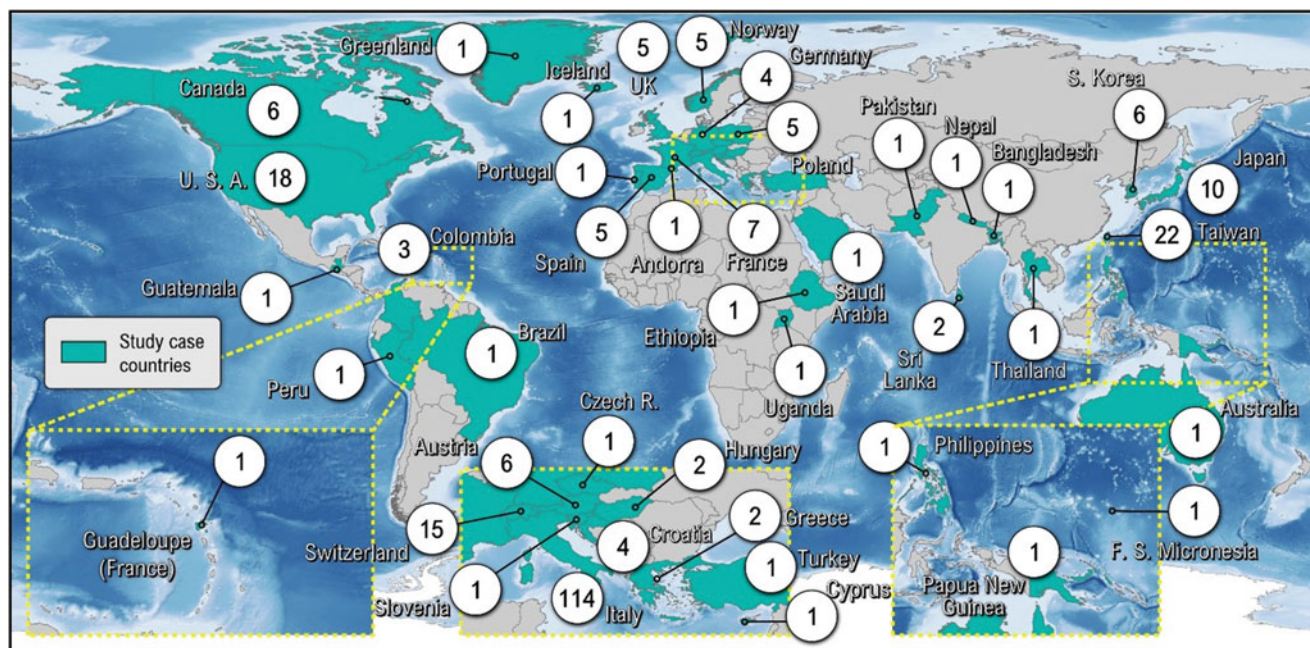 Greenland
1
Iceland
1
5
UK
Norway
5
Germany
4
Canada
6
U. S. A.
18
Portugal
1
5
Poland
Pakistan
1
Nepal
1
Bangladesh
1
S. Korea
6
Japan
10
22
Taiwan
3
Colombia
Guatemala
1
Spain
5
Andorra
1
France
7
Saudi
Arabia
1
Ethiopia
1
Uganda
1
Sri
Lanka
2
Thailand
1
Study case
countries
Peru
1
Brazil
1
Australia
1
Guadeloupe
(France)
1
Austria
6
Czech R.
1
Hungary
2
Switzerland
15
Slovenia
1
Croatia
4
Italy
114
Greece
2
Turkey
1
Cyprus
1
Philippines
1
F. S. Micronesia
1
Papua New
Guinea
1